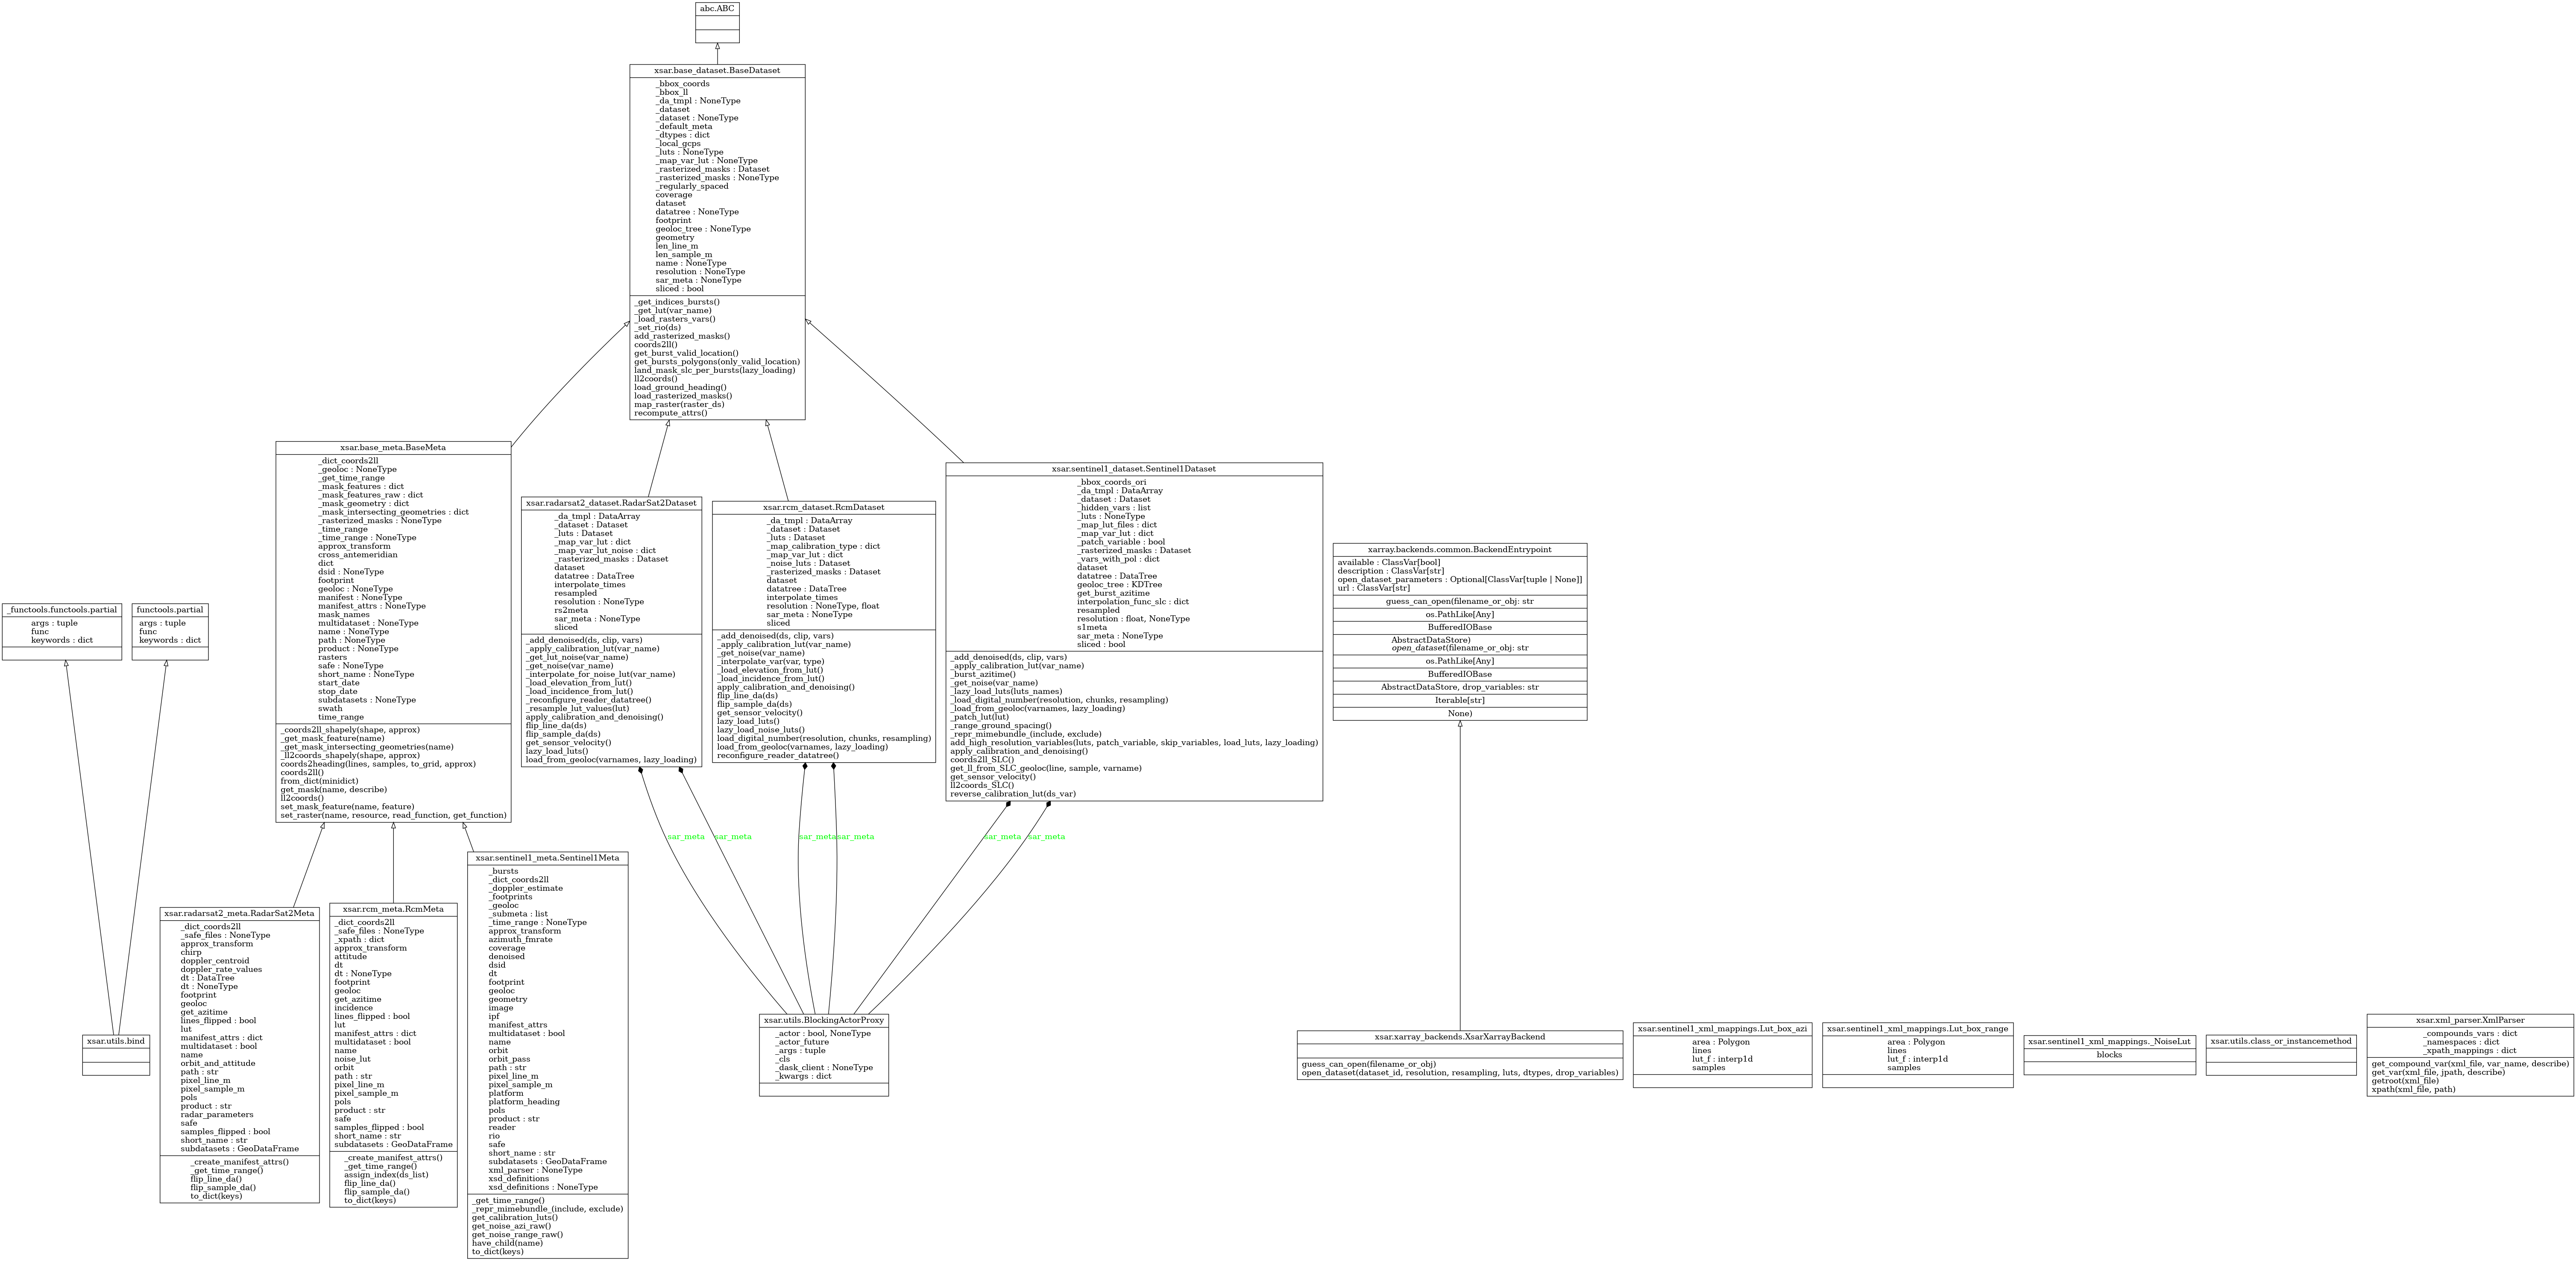 abc.ABC
xsar.base_dataset.BaseDataset
_bbox_coords
_bbox_ll
_da_tmpl : NoneType
_dataset
_dataset : NoneType
_default_meta
_dtypes : dict
_local_gcps
_luts : NoneType
_map_var_lut : NoneType
_rasterized_masks : Dataset
_rasterized_masks : NoneType
_regularly_spaced
coverage
dataset
datatree : NoneType
footprint
geoloc_tree : NoneType
geometry
len_line_m
len_sample_m
name : NoneType
resolution : NoneType
sar_meta : NoneType
sliced : bool
_get_indices_bursts()
_get_lut(var_name)
_load_rasters_vars()
_set_rio(ds)
add_rasterized_masks()
coords2ll()
get_burst_valid_location()
get_bursts_polygons(only_valid_location)
land_mask_slc_per_bursts(lazy_loading)
ll2coords()
load_ground_heading()
load_rasterized_masks()
map_raster(raster_ds)
recompute_attrs()
xsar.base_meta.BaseMeta
_dict_coords2ll
_geoloc : NoneType
_get_time_range
_mask_features : dict
_mask_features_raw : dict
_mask_geometry : dict
_mask_intersecting_geometries : dict
_rasterized_masks : NoneType
_time_range
_time_range : NoneType
approx_transform
cross_antemeridian
dict
dsid : NoneType
footprint
geoloc : NoneType
manifest : NoneType
manifest_attrs : NoneType
mask_names
multidataset : NoneType
name : NoneType
path : NoneType
product : NoneType
rasters
safe : NoneType
short_name : NoneType
start_date
stop_date
subdatasets : NoneType
swath
time_range
_coords2ll_shapely(shape, approx)
_get_mask_feature(name)
_get_mask_intersecting_geometries(name)
_ll2coords_shapely(shape, approx)
coords2heading(lines, samples, to_grid, approx)
coords2ll()
from_dict(minidict)
get_mask(name, describe)
ll2coords()
set_mask_feature(name, feature)
set_raster(name, resource, read_function, get_function)
xsar.radarsat2_dataset.RadarSat2Dataset
_da_tmpl : DataArray
_dataset : Dataset
_luts : Dataset
_map_var_lut : dict
_map_var_lut_noise : dict
_rasterized_masks : Dataset
dataset
datatree : DataTree
interpolate_times
resampled
resolution : NoneType
rs2meta
sar_meta : NoneType
sliced
_add_denoised(ds, clip, vars)
_apply_calibration_lut(var_name)
_get_lut_noise(var_name)
_get_noise(var_name)
_interpolate_for_noise_lut(var_name)
_load_elevation_from_lut()
_load_incidence_from_lut()
_reconfigure_reader_datatree()
_resample_lut_values(lut)
apply_calibration_and_denoising()
flip_line_da(ds)
flip_sample_da(ds)
get_sensor_velocity()
lazy_load_luts()
load_from_geoloc(varnames, lazy_loading)
xsar.rcm_dataset.RcmDataset
_da_tmpl : DataArray
_dataset : Dataset
_luts : Dataset
_map_calibration_type : dict
_map_var_lut : dict
_noise_luts : Dataset
_rasterized_masks : Dataset
dataset
datatree : DataTree
interpolate_times
resolution : NoneType, float
sar_meta : NoneType
sliced
_add_denoised(ds, clip, vars)
_apply_calibration_lut(var_name)
_get_noise(var_name)
_interpolate_var(var, type)
_load_elevation_from_lut()
_load_incidence_from_lut()
apply_calibration_and_denoising()
flip_line_da(ds)
flip_sample_da(ds)
get_sensor_velocity()
lazy_load_luts()
lazy_load_noise_luts()
load_digital_number(resolution, chunks, resampling)
load_from_geoloc(varnames, lazy_loading)
reconfigure_reader_datatree()
xsar.sentinel1_dataset.Sentinel1Dataset
_bbox_coords_ori
_da_tmpl : DataArray
_dataset : Dataset
_hidden_vars : list
_luts : NoneType
_map_lut_files : dict
_map_var_lut : dict
_patch_variable : bool
_rasterized_masks : Dataset
_vars_with_pol : dict
dataset
datatree : DataTree
geoloc_tree : KDTree
get_burst_azitime
interpolation_func_slc : dict
resampled
resolution : float, NoneType
s1meta
sar_meta : NoneType
sliced : bool
_add_denoised(ds, clip, vars)
_apply_calibration_lut(var_name)
_burst_azitime()
_get_noise(var_name)
_lazy_load_luts(luts_names)
_load_digital_number(resolution, chunks, resampling)
_load_from_geoloc(varnames, lazy_loading)
_patch_lut(lut)
_range_ground_spacing()
_repr_mimebundle_(include, exclude)
add_high_resolution_variables(luts, patch_variable, skip_variables, load_luts, lazy_loading)
apply_calibration_and_denoising()
coords2ll_SLC()
get_ll_from_SLC_geoloc(line, sample, varname)
get_sensor_velocity()
ll2coords_SLC()
reverse_calibration_lut(ds_var)
xarray.backends.common.BackendEntrypoint
available : ClassVar[bool]
description : ClassVar[str]
open_dataset_parameters : Optional[ClassVar[tuple | None]]
url : ClassVar[str]
guess_can_open(filename_or_obj: str
os.PathLike[Any]
BufferedIOBase
AbstractDataStore)
open_dataset(filename_or_obj: str
os.PathLike[Any]
BufferedIOBase
AbstractDataStore, drop_variables: str
Iterable[str]
None)
_functools.functools.partial
args : tuple
func
keywords : dict
functools.partial
args : tuple
func
keywords : dict
sar_meta
sar_meta
sar_meta
sar_meta
sar_meta
sar_meta
xsar.utils.bind
xsar.radarsat2_meta.RadarSat2Meta
_dict_coords2ll
_safe_files : NoneType
approx_transform
chirp
doppler_centroid
doppler_rate_values
dt : DataTree
dt : NoneType
footprint
geoloc
get_azitime
lines_flipped : bool
lut
manifest_attrs : dict
multidataset : bool
name
orbit_and_attitude
path : str
pixel_line_m
pixel_sample_m
pols
product : str
radar_parameters
safe
samples_flipped : bool
short_name : str
subdatasets : GeoDataFrame
_create_manifest_attrs()
_get_time_range()
flip_line_da()
flip_sample_da()
to_dict(keys)
xsar.rcm_meta.RcmMeta
_dict_coords2ll
_safe_files : NoneType
_xpath : dict
approx_transform
attitude
dt
dt : NoneType
footprint
geoloc
get_azitime
incidence
lines_flipped : bool
lut
manifest_attrs : dict
multidataset : bool
name
noise_lut
orbit
path : str
pixel_line_m
pixel_sample_m
pols
product : str
safe
samples_flipped : bool
short_name : str
subdatasets : GeoDataFrame
_create_manifest_attrs()
_get_time_range()
assign_index(ds_list)
flip_line_da()
flip_sample_da()
to_dict(keys)
xsar.sentinel1_meta.Sentinel1Meta
_bursts
_dict_coords2ll
_doppler_estimate
_footprints
_geoloc
_submeta : list
_time_range : NoneType
approx_transform
azimuth_fmrate
coverage
denoised
dsid
dt
footprint
geoloc
geometry
image
ipf
manifest_attrs
multidataset : bool
name
orbit
orbit_pass
path : str
pixel_line_m
pixel_sample_m
platform
platform_heading
pols
product : str
reader
rio
safe
short_name : str
subdatasets : GeoDataFrame
xml_parser : NoneType
xsd_definitions
xsd_definitions : NoneType
_get_time_range()
_repr_mimebundle_(include, exclude)
get_calibration_luts()
get_noise_azi_raw()
get_noise_range_raw()
have_child(name)
to_dict(keys)
xsar.utils.BlockingActorProxy
_actor : bool, NoneType
_actor_future
_args : tuple
_cls
_dask_client : NoneType
_kwargs : dict
xsar.xarray_backends.XsarXarrayBackend
guess_can_open(filename_or_obj)
open_dataset(dataset_id, resolution, resampling, luts, dtypes, drop_variables)
xsar.sentinel1_xml_mappings.Lut_box_azi
area : Polygon
lines
lut_f : interp1d
samples
xsar.sentinel1_xml_mappings.Lut_box_range
area : Polygon
lines
lut_f : interp1d
samples
xsar.sentinel1_xml_mappings._NoiseLut
blocks
xsar.utils.class_or_instancemethod
xsar.xml_parser.XmlParser
_compounds_vars : dict
_namespaces : dict
_xpath_mappings : dict
get_compound_var(xml_file, var_name, describe)
get_var(xml_file, jpath, describe)
getroot(xml_file)
xpath(xml_file, path)